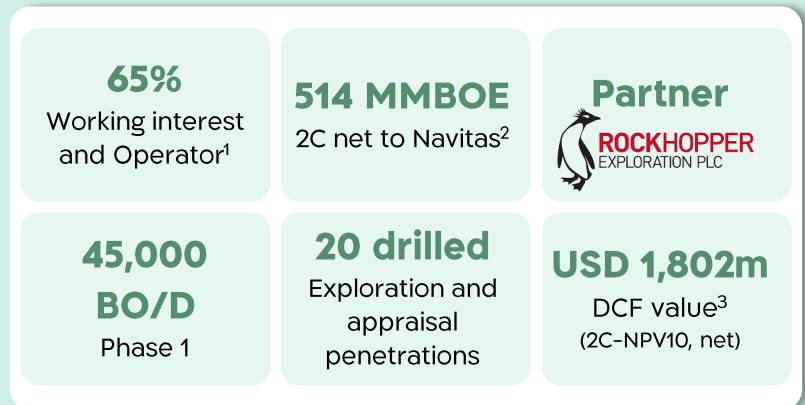 65%
Working interest
and Operator¹
514 MMBOE
2C net to Navitas²
Partner
ROCKHOPPER
EXPLORATION PLC
45,000
BO/D
Phase 1
20 drilled
Exploration and
appraisal
penetrations
USD 1,802m
DCF value³
(2C-NPV10, net)